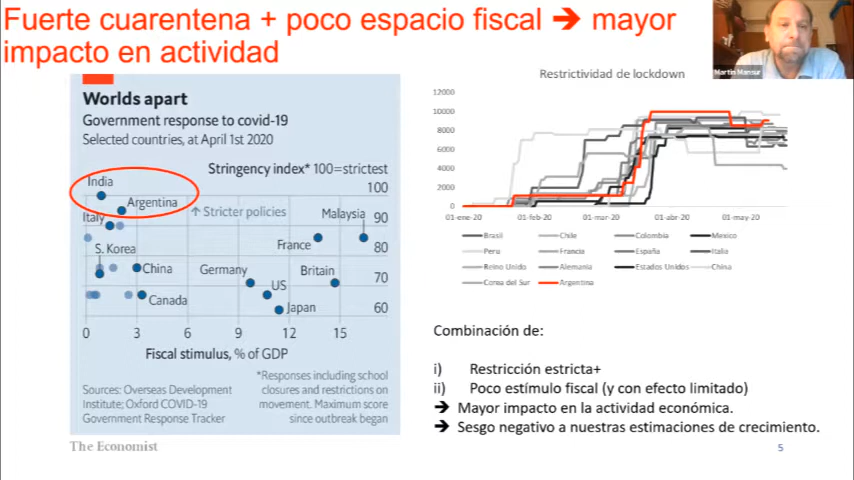 Fuerte cuarentena + poco espacio fiscal ➔ mayor
impacto en actividad
Martin Mansur
Worlds apart
Government response to covid-19
Selected countries, at April 1st 2020
Stringency index* 100=strictest
100
90
80
70
60
India
Argentina
↑ Stricter policies
Italy
Malaysia
France
S. Korea
China
Germany
Britain
US
Canada
Japan
0 3 6 9 12 15
Fiscal stimulus, % of GDP
Sources: Overseas Development
Institute; Oxford COVID-19
Government Response Tracker
*Responses including school
closures and restrictions on
movement. Maximum score
since outbreak began
The Economist
Restrictividad de lockdown
12000
10000
8000
6000
4000
2000
0
01-ene-20 01-feb-20 01-mar-20 01-abr-20 01-may-20
Brasil Chile Colombia Mexico
Peru Francia España Italia
Reino Unido Alemania Estados Unidos China
Corea del Sur Argentina
Combinación de:
i) Restricción estricta+
ii) Poco estímulo fiscal (y con efecto limitado)
➔ Mayor impacto en la actividad económica.
➔ Sesgo negativo a nuestras estimaciones de crecimiento.
5